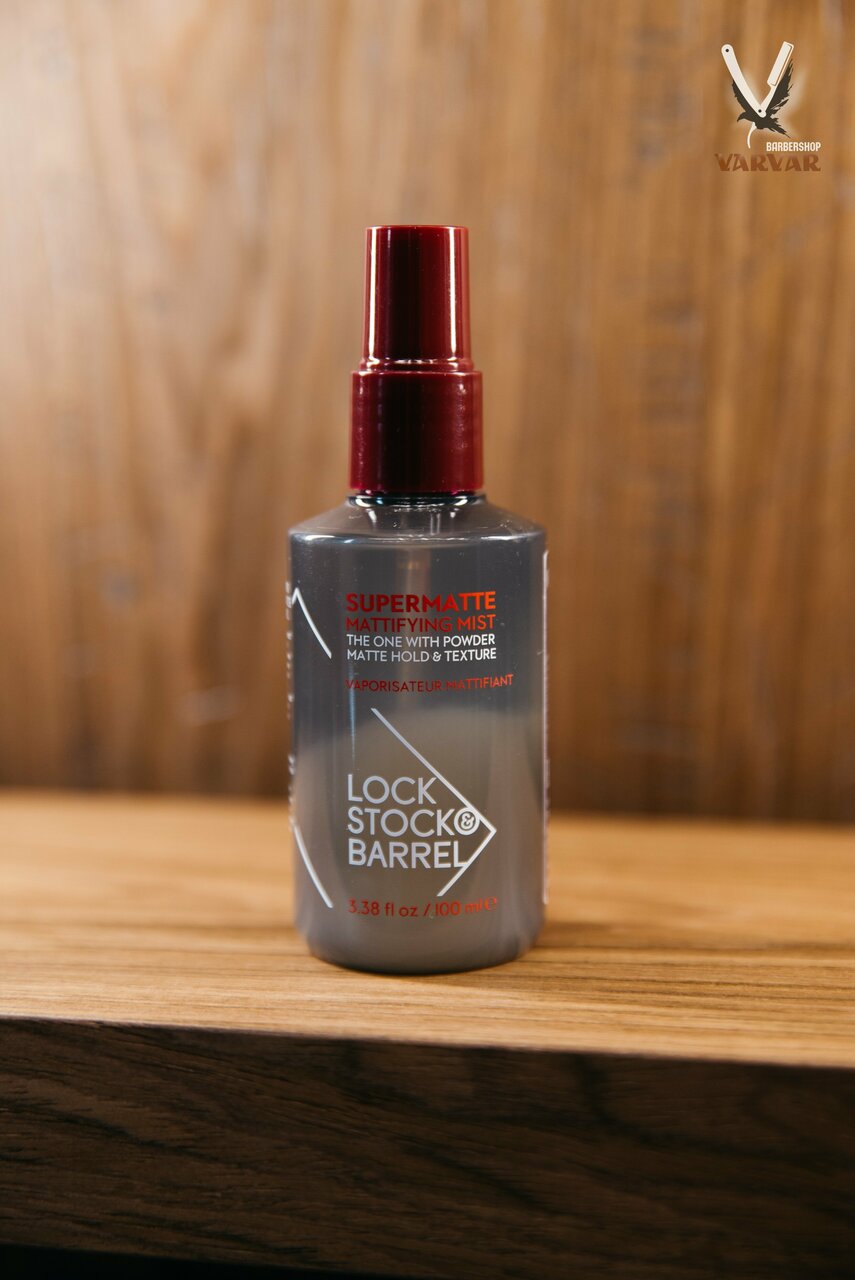 BARBERSHOP
VARVAR
SUPERMATTE
MATTIFYING MIST
THE ONE WITH POWDER
MATTE HOLD & TEXTURE
VAPORISATEUR MATTIFIANT
LOCK
STOCK &
BARREL
3.38 fl oz / 100 ml ℮